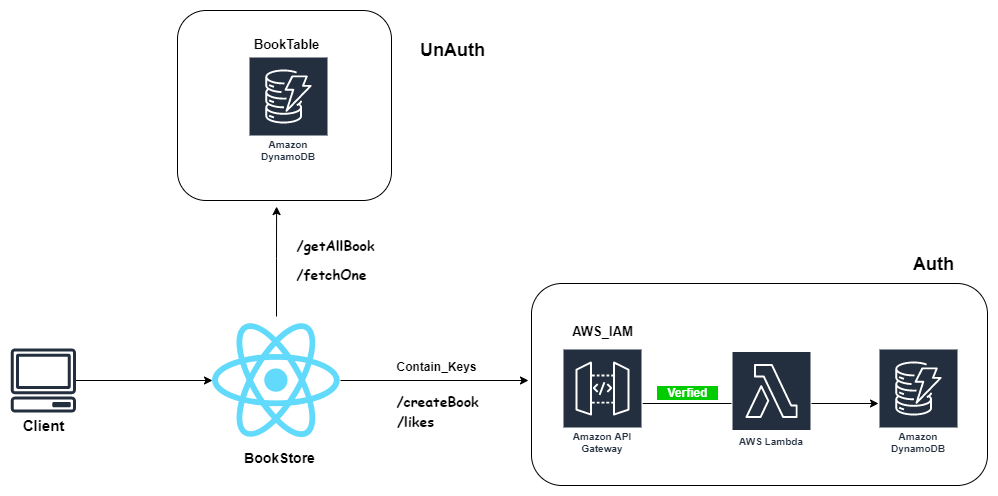 BookTable
UnAuth
Amazon
DynamoDB
/getAllBook
/fetchOne
Auth
AWS_IAM
Contain_Keys
/createBook
/likes
Verfied
Amazon API
Gateway
AWS Lambda
Amazon
DynamoDB
Client
BookStore